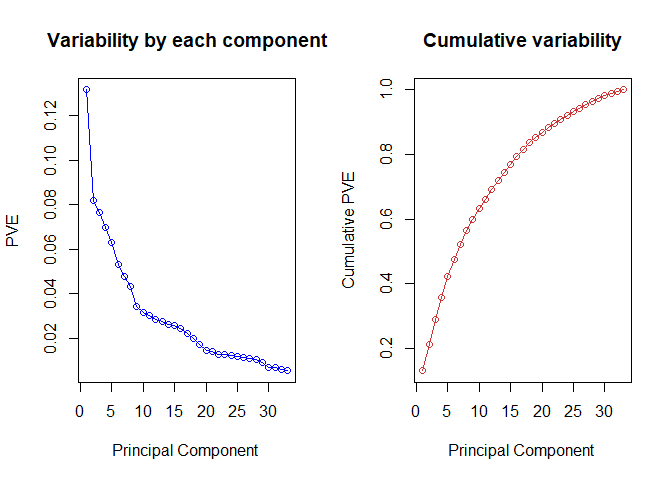 Variability by each component
PVE
0.02 0.04 0.06 0.08 0.10 0.12
0 5 10 15 20 25 30
Principal Component
Cumulative variability
Cumulative PVE
0.2 0.4 0.6 0.8 1.0
0 5 10 15 20 25 30
Principal Component